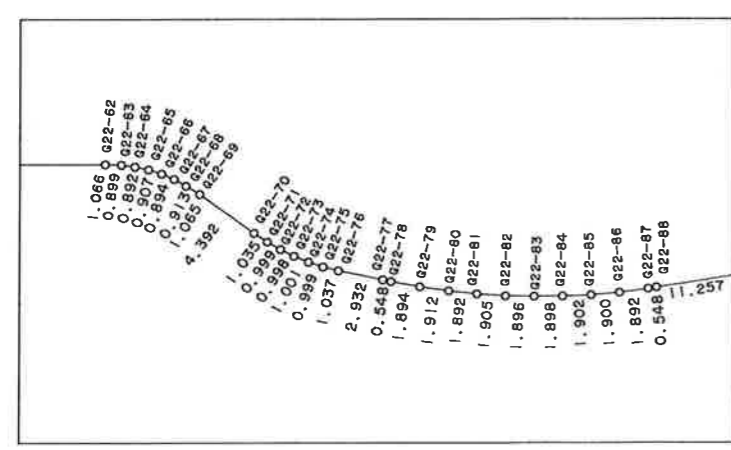 G22-62
G22-63
G22-64
G22-65
G22-66
G22-67
G22-68
G22-69
G22-70
G22-71
G22-72
G22-73
G22-74
G22-75
G22-76
G22-77
G22-78
G22-79
G22-80
G22-81
G22-82
G22-83
G22-84
G22-85
G22-86
G22-87
G22-88
1.066
0.899
0.892
0.907
0.894
0.913
1.065
4.392
1.035
0.999
0.998
1.001
0.999
1.037
2.932
0.548
1.894
1.912
1.892
1.905
1.896
1.898
1.902
1.900
1.892
0.548
11.257